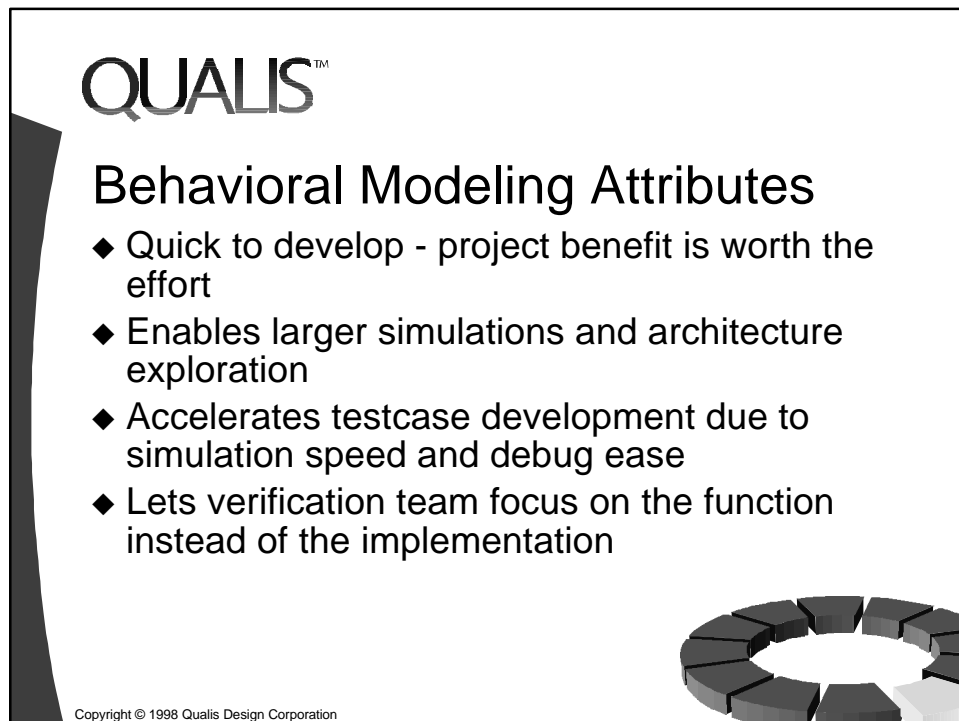 QUALIS™
Behavioral Modeling Attributes
◆ Quick to develop - project benefit is worth the
effort
◆ Enables larger simulations and architecture
exploration
◆ Accelerates testcase development due to
simulation speed and debug ease
◆ Lets verification team focus on the function
instead of the implementation
Copyright © 1998 Qualis Design Corporation